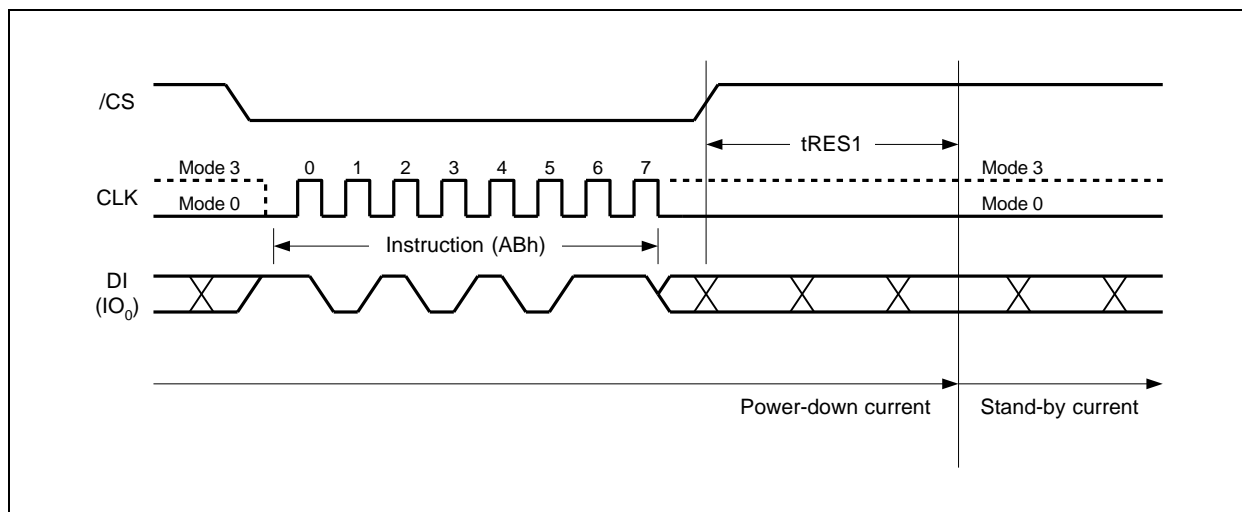 /CS
tRES1
Mode 3 0 1 2 3 4 5 6 7 Mode 3
CLK
Mode 0 Mode 0
Instruction (ABh)
DI
(IO0)
Power-down current Stand-by current